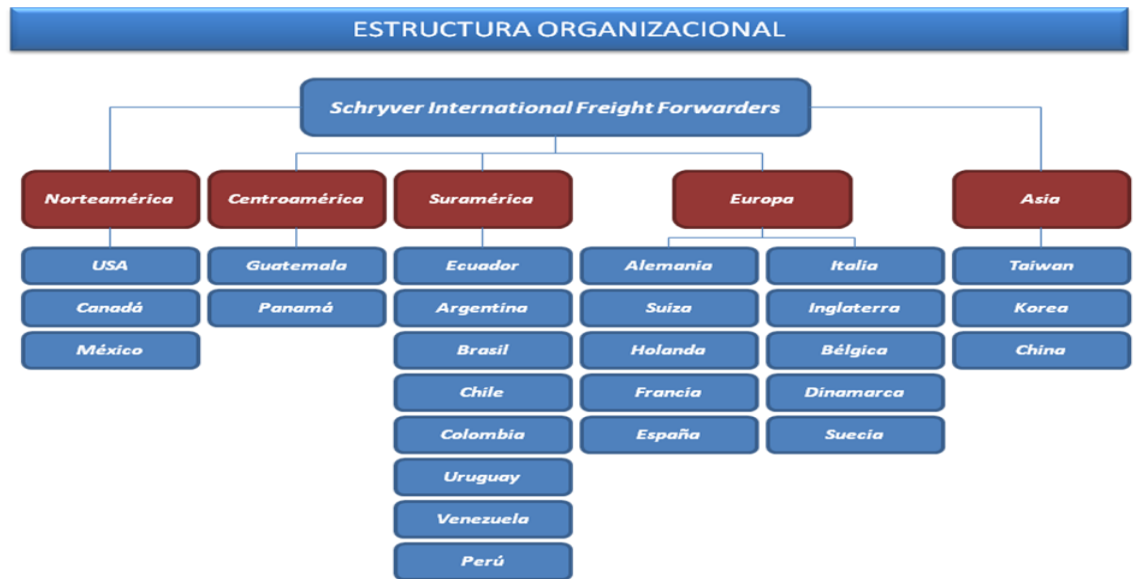 ESTRUCTURA ORGANIZACIONAL
Schryver International Freight Forwarders
Norteamérica
USA
Canadá
México
Centroamérica
Guatemala
Panamá
Suramérica
Ecuador
Argentina
Brasil
Chile
Colombia
Uruguay
Venezuela
Perú
Europa
Alemania
Suiza
Holanda
Francia
España
Italia
Inglaterra
Bélgica
Dinamarca
Suecia
Asia
Taiwan
Korea
China